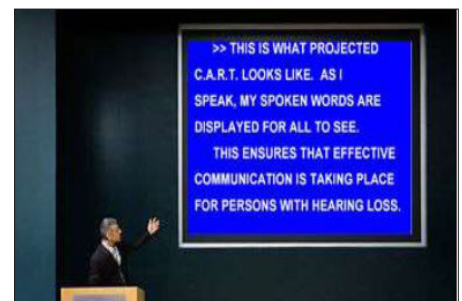 >> THIS IS WHAT PROJECTED
C.A.R.T. LOOKS LIKE. AS I
SPEAK, MY SPOKEN WORDS ARE
DISPLAYED FOR ALL TO SEE.
THIS ENSURES THAT EFFECTIVE
COMMUNICATION IS TAKING PLACE
FOR PERSONS WITH HEARING LOSS.